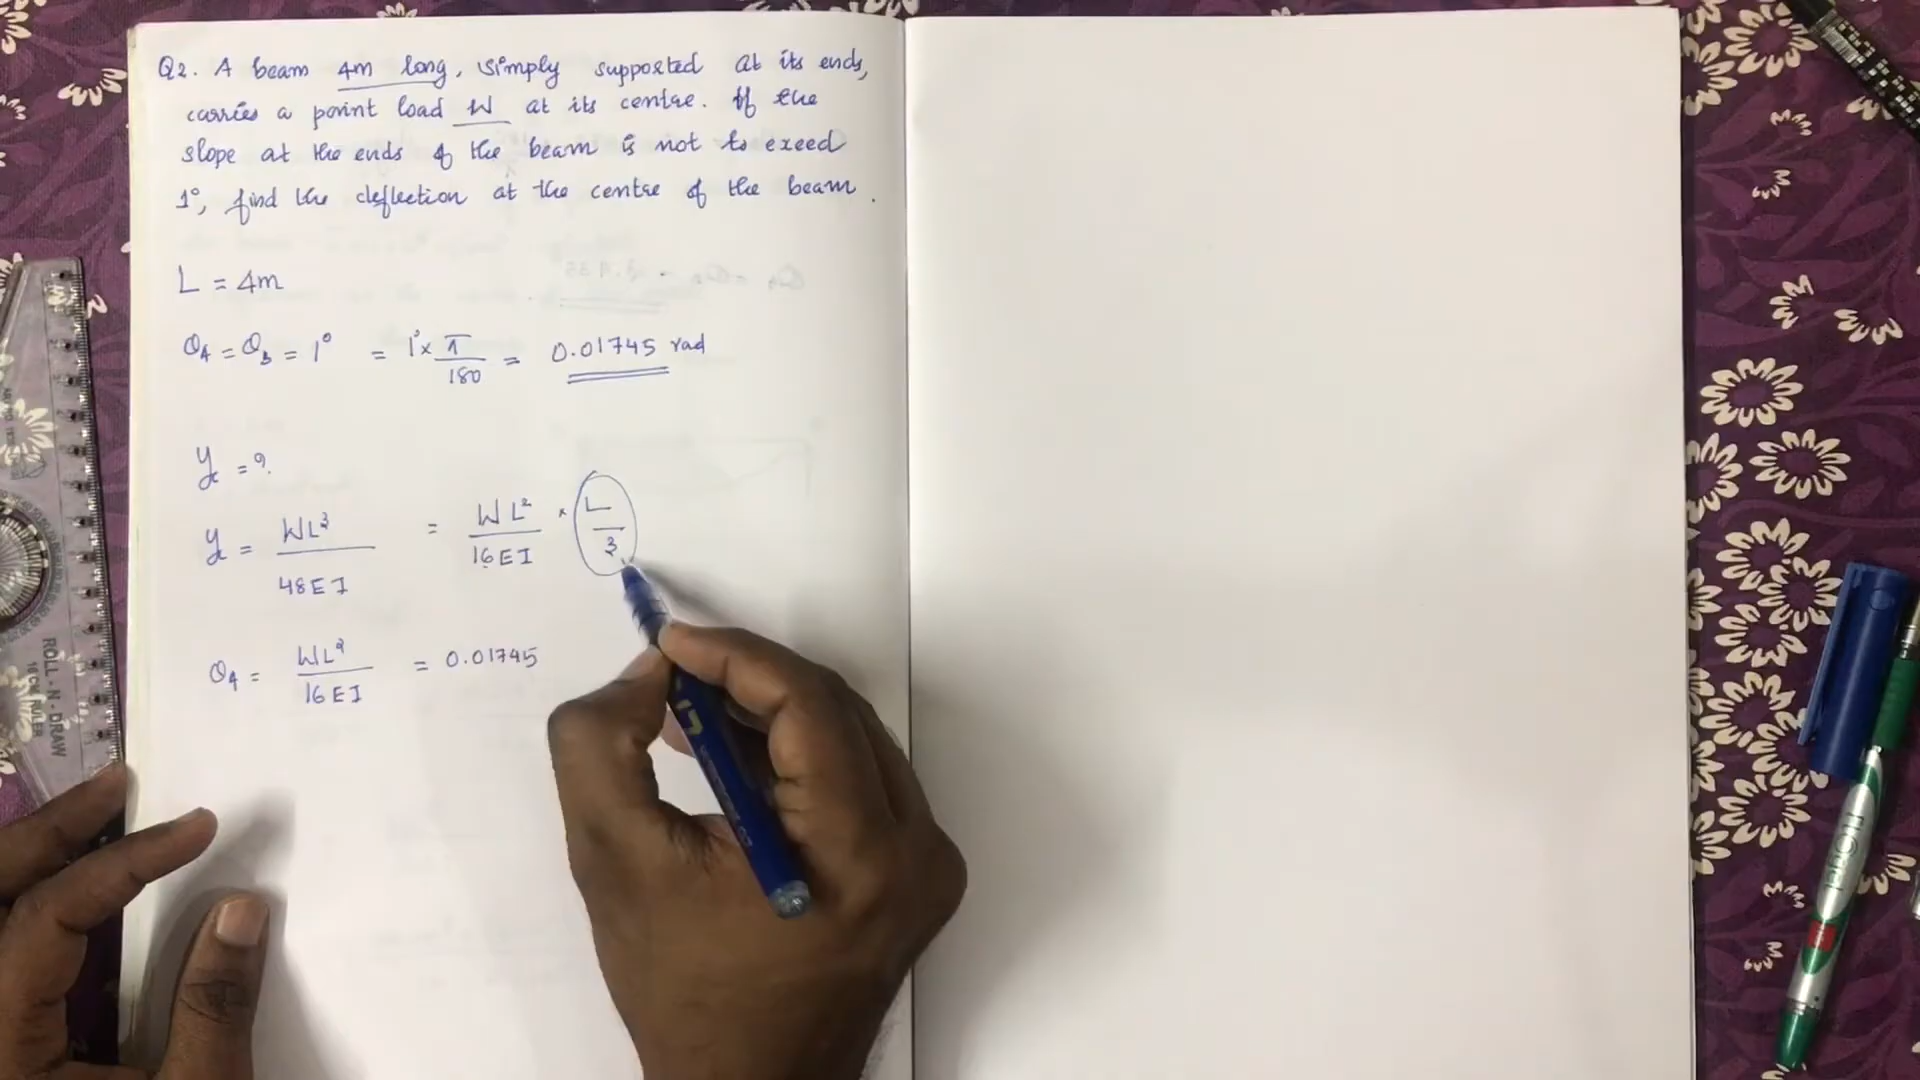 Q2. A beam 4m long, simply supported at its ends,
carries a point load W at its centre. If the
slope at the ends of the beam is not to exeed
1°, find the deflection at the centre of the beam.
L = 4m
θA = θB = 1° = 1° × π/180 = 0.01745 rad
yc = ?
yc = WL³/48EI = WL²/16EI × L/3
θA = WL²/16EI = 0.01745
ROLL-N-DRAW